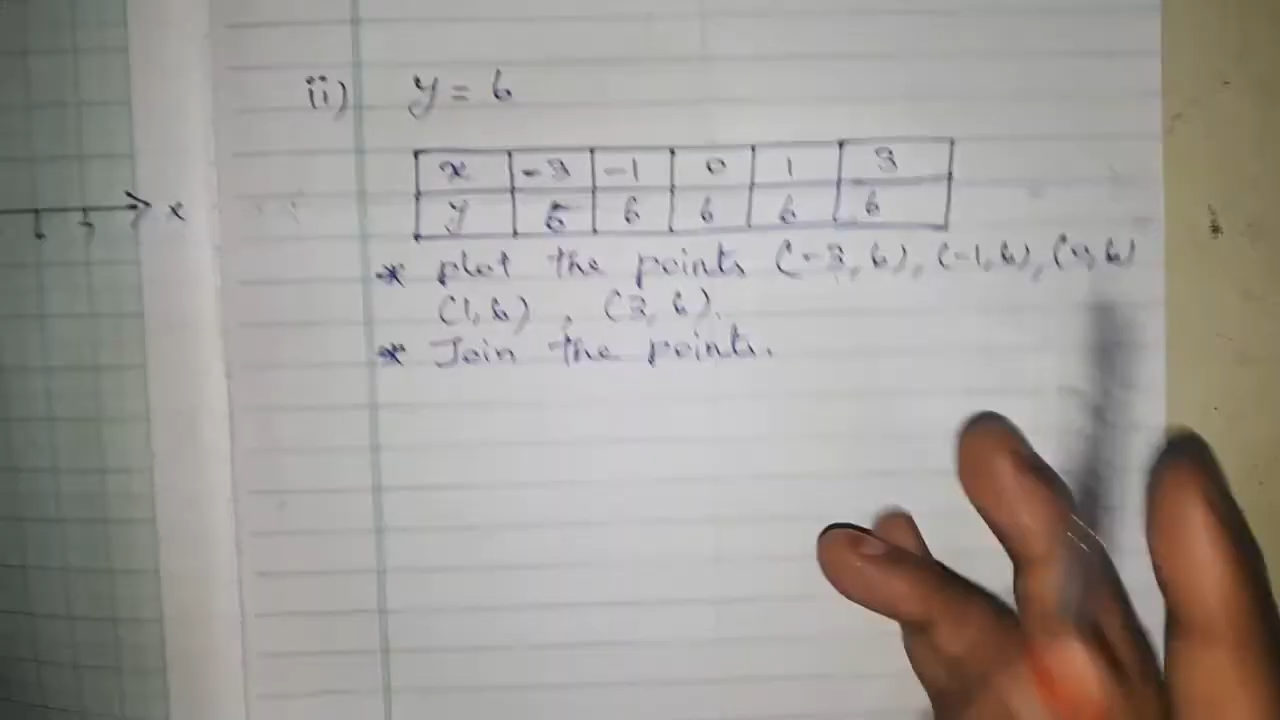 x
ii) y = 6
x -3 -1 0 1 3
y 6 6 6 6 6
* plot the points (-3, 6), (-1, 6), (0, 6)
(1, 6) , (3, 6).
* Join the points.